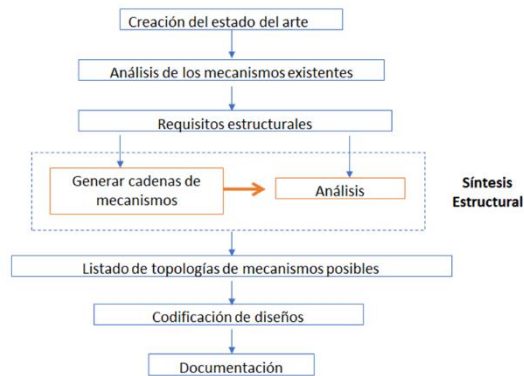 Creación del estado del arte
Análisis de los mecanismos existentes
Requisitos estructurales
Generar cadenas de
mecanismos
Análisis
Síntesis
Estructural
Listado de topologías de mecanismos posibles
Codificación de diseños
Documentación